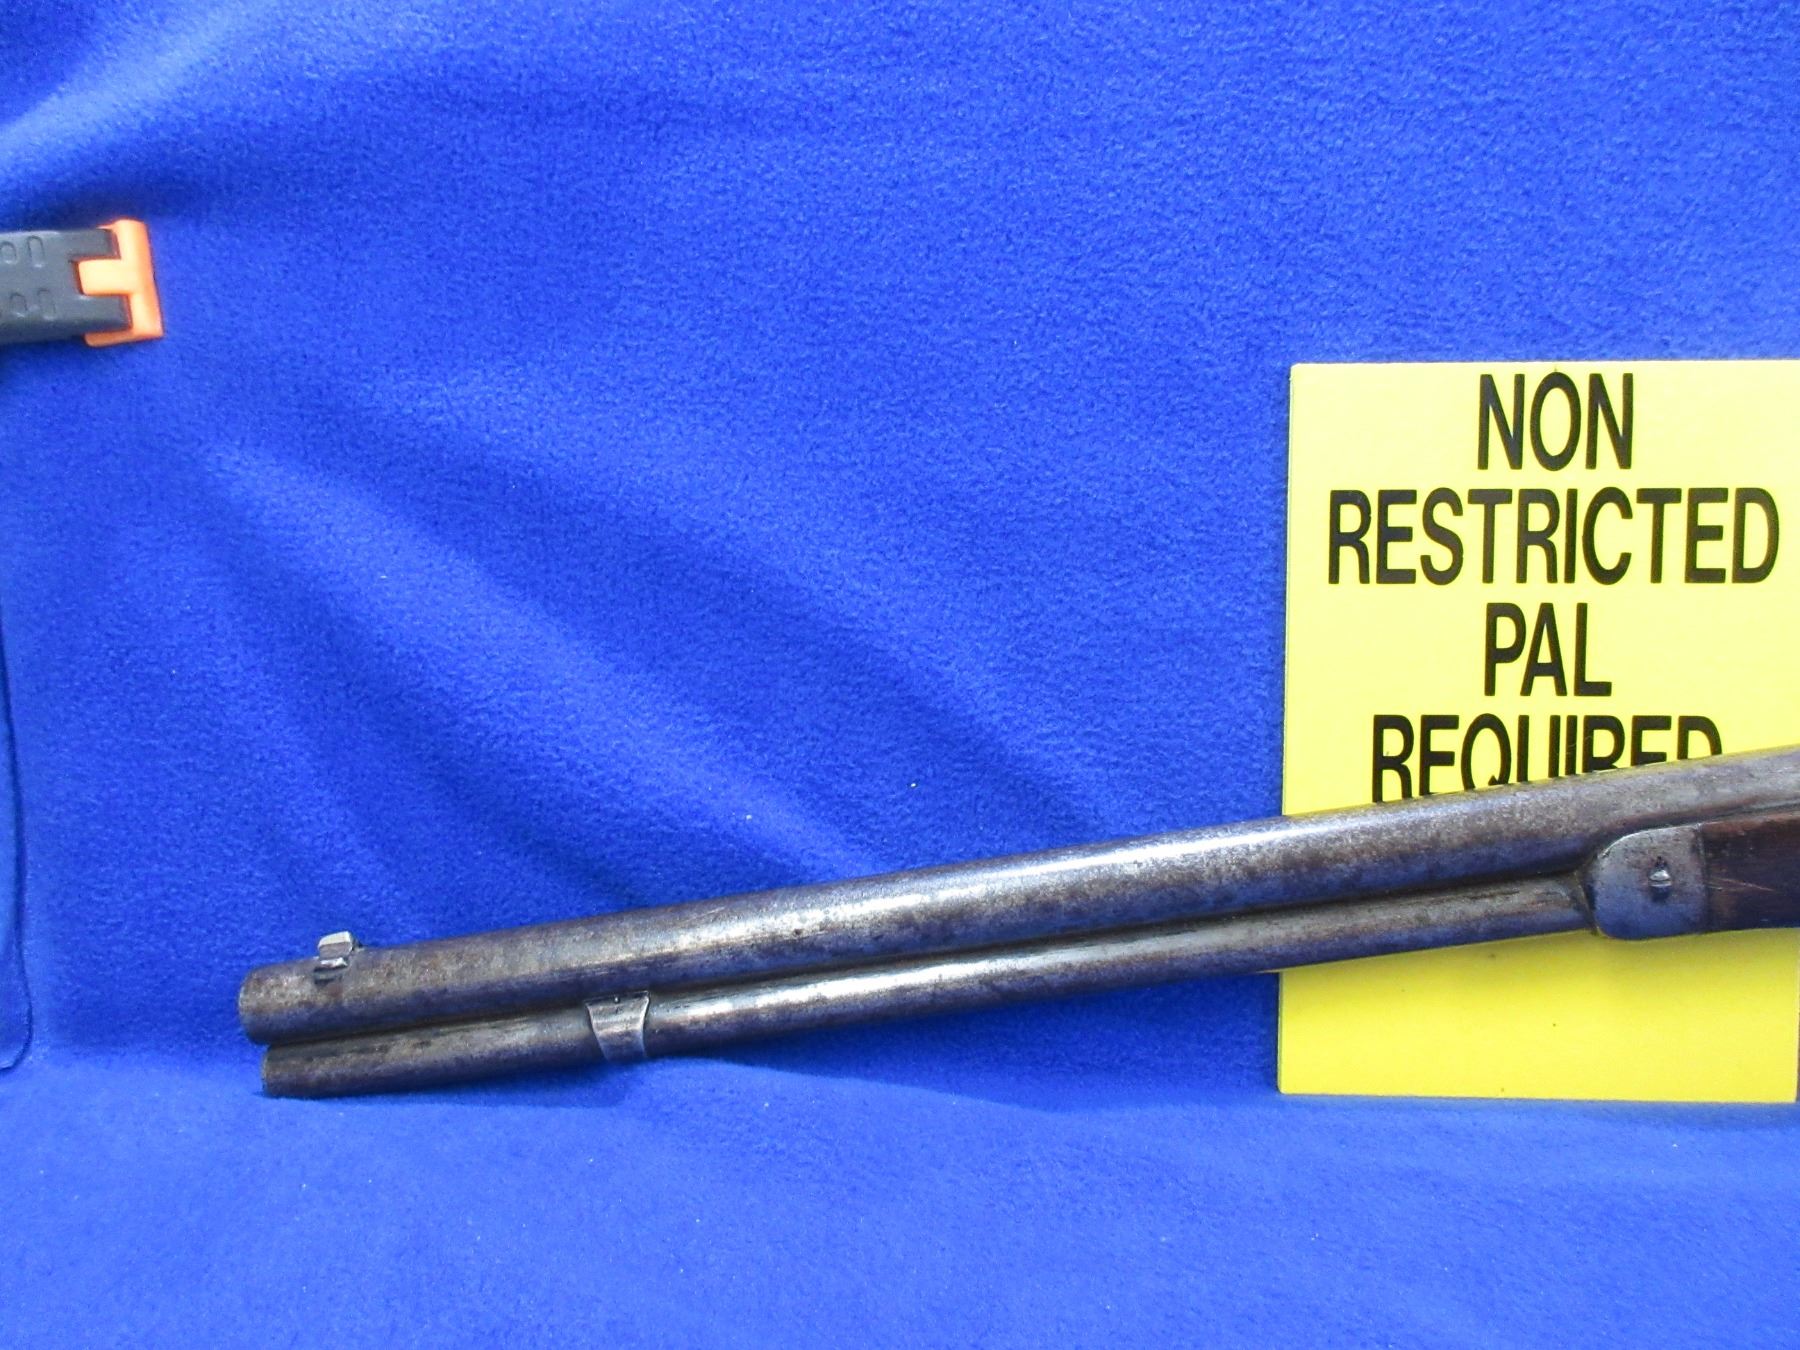 NON
RESTRICTED
PAL
REQUIRED